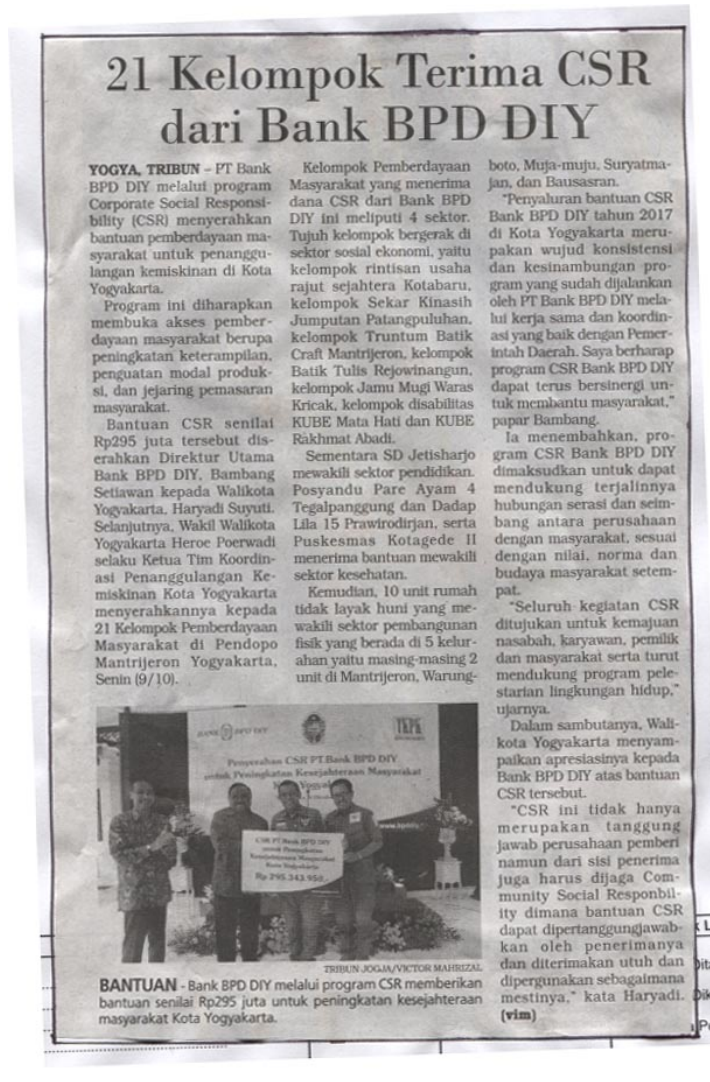 21 Kelompok Terima CSR
dari Bank BPD DIY
YOGYA, TRIBUN – PT Bank
BPD DIY melalui program
Corporate Social Responsi-
bility (CSR) menyerahkan
bantuan pemberdayaan ma-
syarakat untuk penanggu-
langan kemiskinan di Kota
Yogyakarta.
Program ini diharapkan
membuka akses pember-
dayaan masyarakat berupa
peningkatan keterampilan,
penguatan modal produk-
si, dan jejaring pemasaran
masyarakat.
Bantuan CSR senilai
Rp295 juta tersebut dis-
erahkan Direktur Utama
Bank BPD DIY, Bambang
Setiawan kepada Walikota
Yogyakarta, Haryadi Suyuti.
Selanjutnya, Wakil Walikota
Yogyakarta Heroe Poerwadi
selaku Ketua Tim Koordin-
asi Penanggulangan Ke-
miskinan Kota Yogyakarta
menyerahkannya kepada
21 Kelompok Pemberdayaan
Masyarakat di Pendopo
Mantrijeron Yogyakarta,
Senin (9/10).
Kelompok Pemberdayaan
Masyarakat yang menerima
dana CSR dari Bank BPD
DIY ini meliputi 4 sektor.
Tujuh kelompok bergerak di
sektor sosial ekonomi, yaitu
kelompok rintisan usaha
rajut sejahtera Kotabaru,
kelompok Sekar Kinasih
Jumputan Patangpuluhan,
kelompok Truntum Batik
Craft Mantrijeron, kelompok
Batik Tulis Rejowinangun,
kelompok Jamu Mugi Waras
Kricak, kelompok disabilitas
KUBE Mata Hati dan KUBE
Rakhmat Abadi.
Sementara SD Jetisharjo
mewakili sektor pendidikan.
Posyandu Pare Ayam 4
Tegalpanggung dan Dadap
Lila 15 Prawirodirjan, serta
Puskesmas Kotagede II
menerima bantuan mewakili
sektor kesehatan.
Kemudian, 10 unit rumah
tidak layak huni yang me-
wakili sektor pembangunan
fisik yang berada di 5 kelur-
ahan yaitu masing-masing 2
unit di Mantrijeron, Warung-
boto, Muja-muju, Suryatma-
jan, dan Bausasran.
"Penyaluran bantuan CSR
Bank BPD DIY tahun 2017
di Kota Yogyakarta meru-
pakan wujud konsistensi
dan kesinambungan pro-
gram yang sudah dijalankan
oleh PT Bank BPD DIY mela-
lui kerja sama dan koordin-
asi yang baik dengan Pemer-
intah Daerah. Saya berharap
program CSR Bank BPD DIY
dapat terus bersinergi un-
tuk membantu masyarakat,"
papar Bambang.
Ia menembahkan, pro-
gram CSR Bank BPD DIY
dimaksudkan untuk dapat
mendukung terjalinnya
hubungan serasi dan seim-
bang antara perusahaan
dengan masyarakat, sesuai
dengan nilai, norma dan
budaya masyarakat setem-
pat.
"Seluruh kegiatan CSR
ditujukan untuk kemajuan
nasabah, karyawan, pemilik
dan masyarakat serta turut
mendukung program pele-
starian lingkungan hidup,"
ujarnya.
Dalam sambutanya, Wali-
kota Yogyakarta menyam-
paikan apresiasinya kepada
Bank BPD DIY atas bantuan
CSR tersebut.
"CSR ini tidak hanya
merupakan tanggung
jawab perusahaan pemberi
namun dari sisi penerima
juga harus dijaga Com-
munity Social Responbil-
ity dimana bantuan CSR
dapat dipertanggungjawab-
kan oleh penerimanya
dan diterimakan utuh dan
dipergunakan sebagaimana
mestinya," kata Haryadi.
(vim)
BANK BPD DIY
Penyerahan CSR PT.Bank BPD DIY
untuk Peningkatan Kesejahteraan Masyarakat
CSR PT.Bank BPD DIY
untuk Peningkatan
Kesejahteraan Masyarakat
Kota Yogyakarta
Rp 295.343.950,-
TRIBUN JOGJA/VICTOR MAHRIZAL
BANTUAN - Bank BPD DIY melalui program CSR memberikan
bantuan senilai Rp295 juta untuk peningkatan kesejahteraan
masyarakat Kota Yogyakarta.